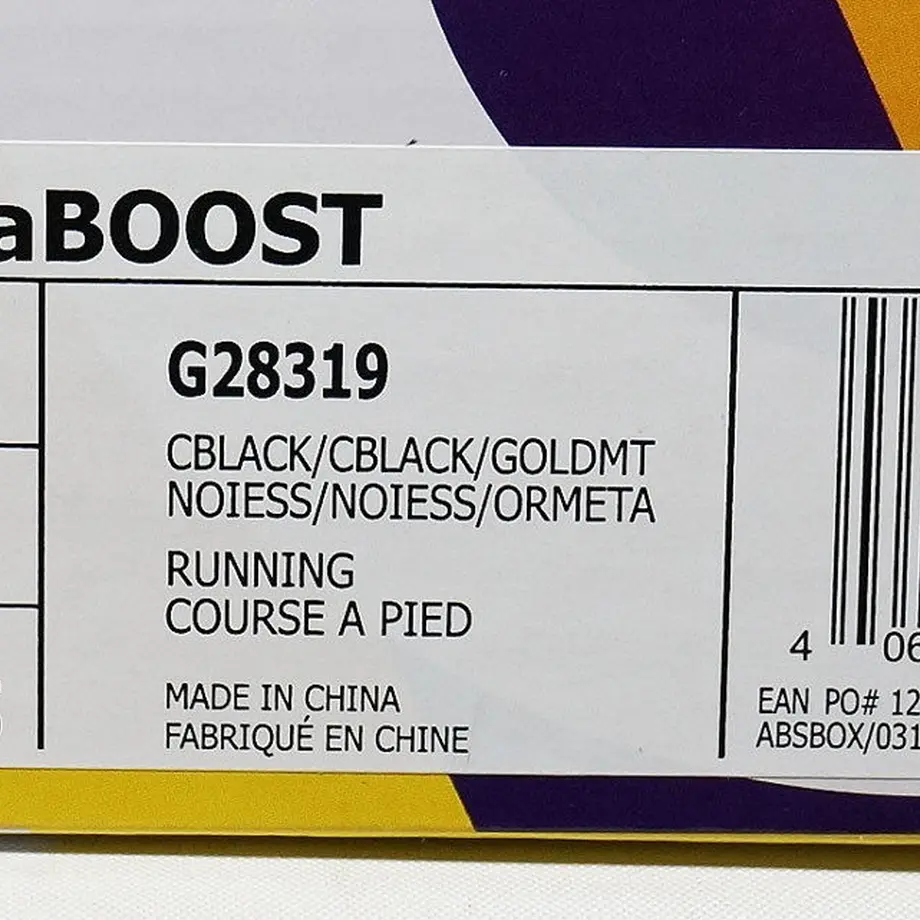 aBOOST
G28319
CBLACK/CBLACK/GOLDMT
NOIESS/NOIESS/ORMETA
RUNNING
COURSE A PIED
MADE IN CHINA
FABRIQUÉ EN CHINE
4 06
EAN PO# 12
ABSBOX/031